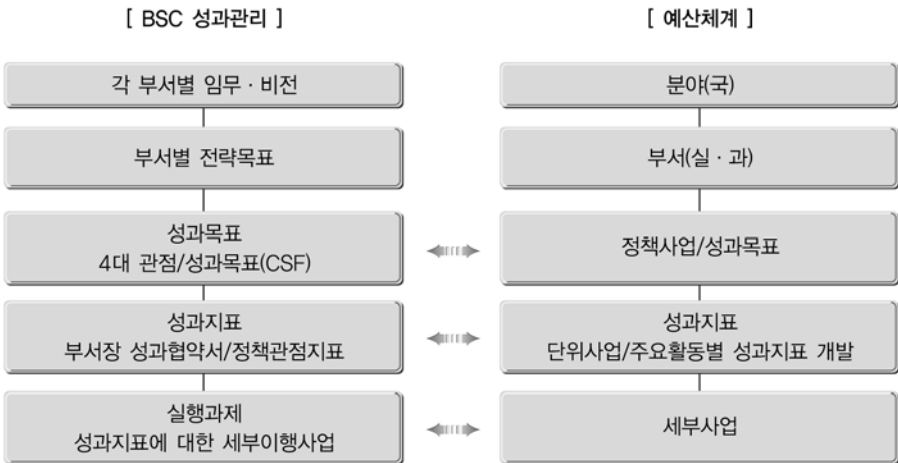 [ BSC 성과관리 ]
[ 예산체계 ]
각 부서별 임무 · 비전
분야(국)
부서별 전략목표
부서(실 · 과)
성과목표
4대 관점/성과목표(CSF)
정책사업/성과목표
성과지표
부서장 성과협약서/정책관점지표
성과지표
단위사업/주요활동별 성과지표 개발
실행과제
성과지표에 대한 세부이행사업
세부사업